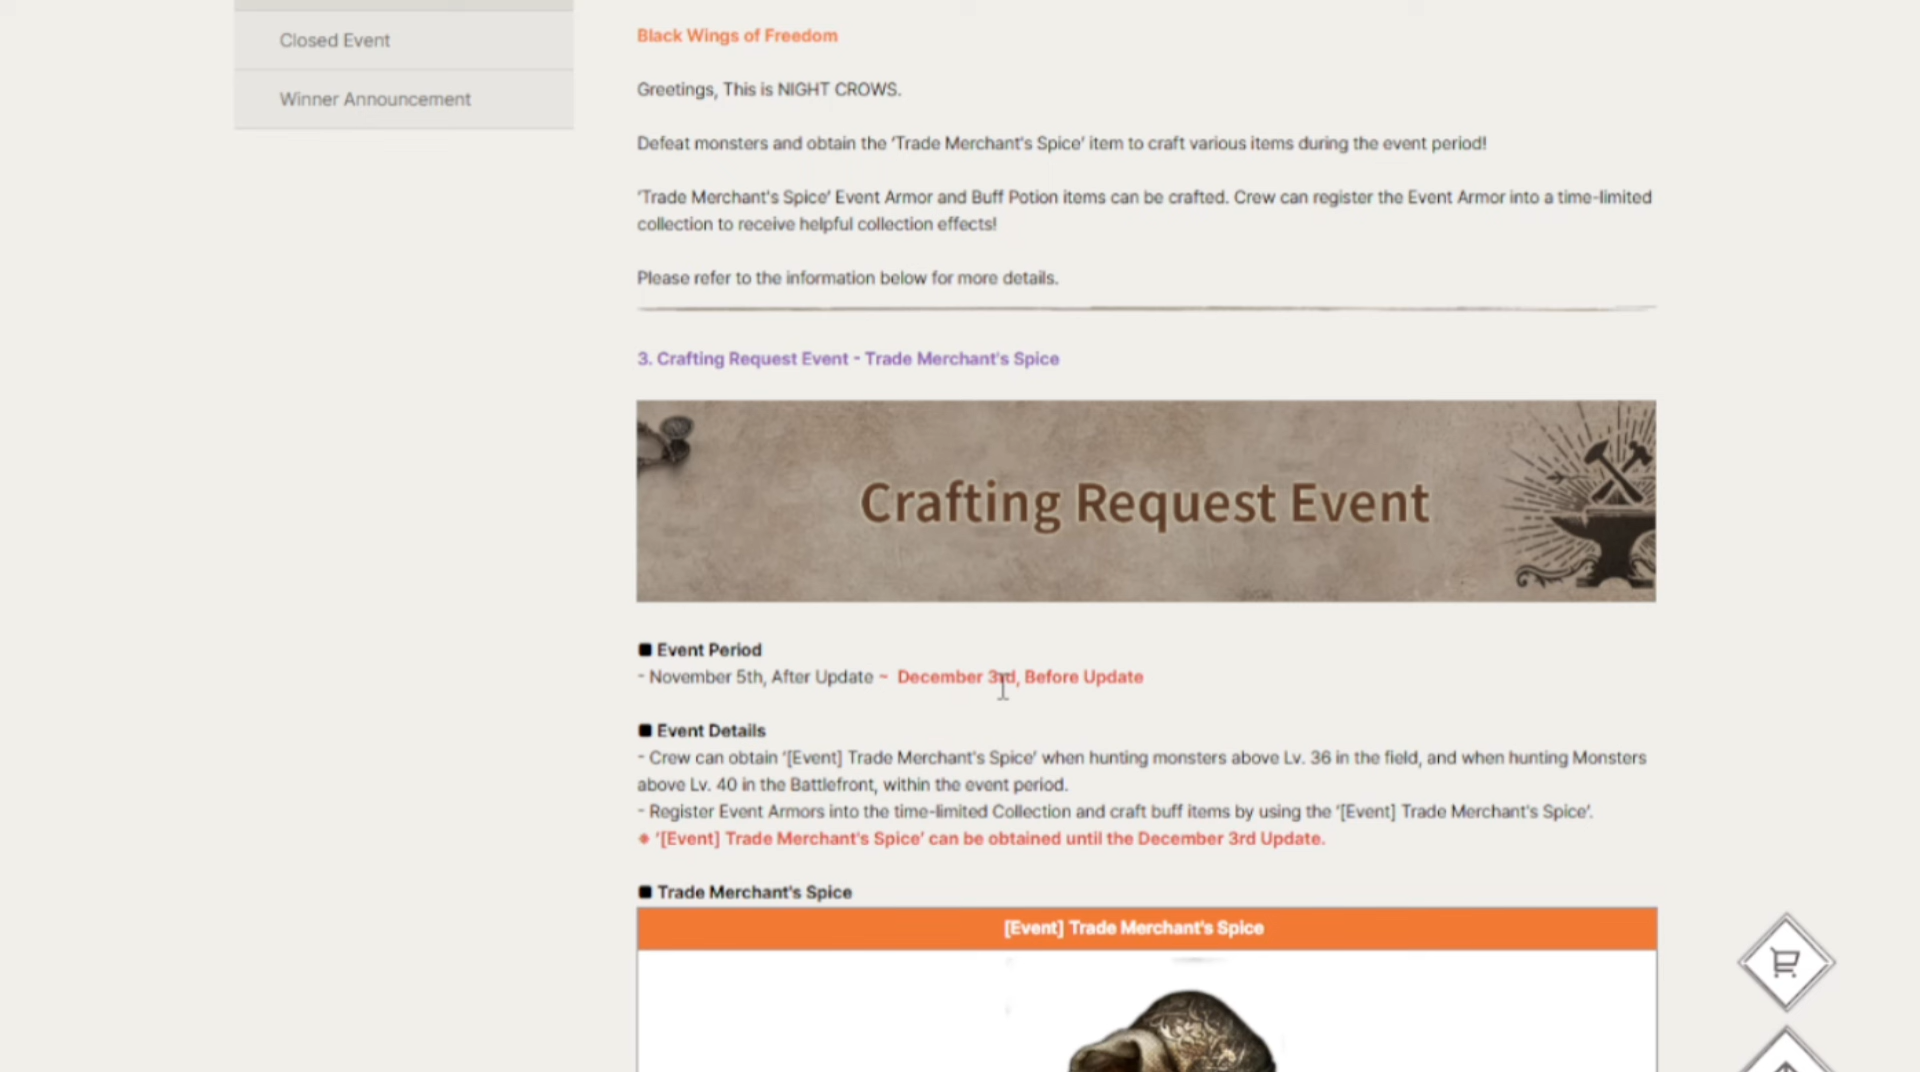 Closed Event
Winner Announcement
Black Wings of Freedom
Greetings, This is NIGHT CROWS.
Defeat monsters and obtain the 'Trade Merchant's Spice' item to craft various items during the event period!
'Trade Merchant's Spice' Event Armor and Buff Potion items can be crafted. Crew can register the Event Armor into a time-limited
collection to receive helpful collection effects!
Please refer to the information below for more details.
3. Crafting Request Event - Trade Merchant's Spice
Crafting Request Event
■ Event Period
- November 5th, After Update ~ December 3rd, Before Update
■ Event Details
- Crew can obtain '[Event] Trade Merchant's Spice' when hunting monsters above Lv. 36 in the field, and when hunting Monsters
above Lv. 40 in the Battlefront, within the event period.
- Register Event Armors into the time-limited Collection and craft buff items by using the '[Event] Trade Merchant's Spice'.
※ '[Event] Trade Merchant's Spice' can be obtained until the December 3rd Update.
■ Trade Merchant's Spice
[Event] Trade Merchant's Spice